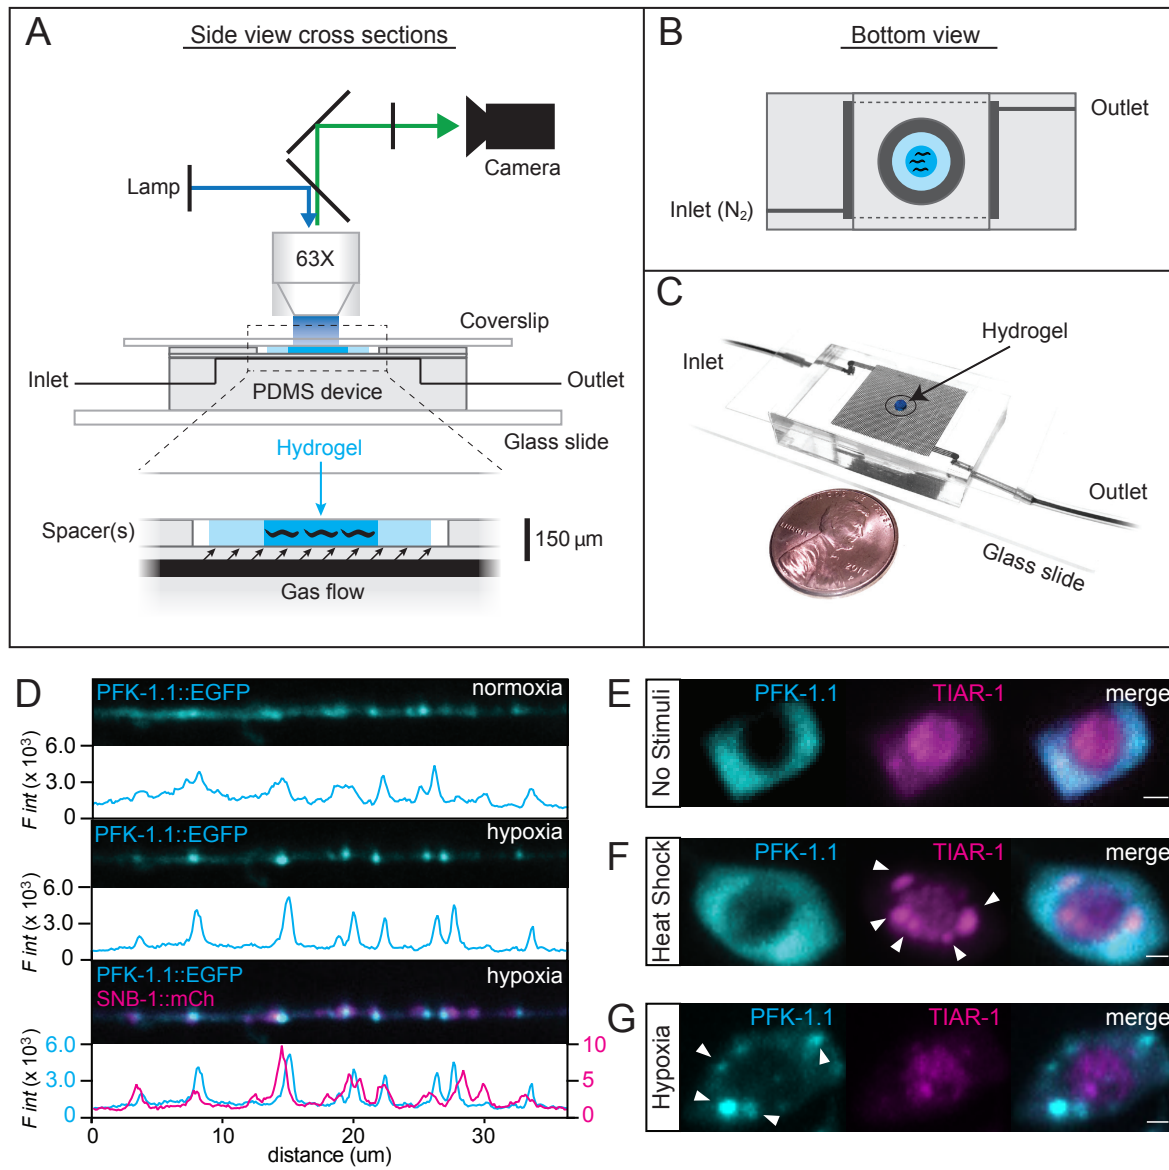 A
Side view cross sections
Lamp
Camera
63X
Coverslip
Inlet
Outlet
PDMS device
Glass slide
Hydrogel
Spacer(s)
150 µm
Gas flow
B
Bottom view
Outlet
Inlet (N₂)
C
Hydrogel
Inlet
Outlet
Glass slide
LIBERTY
2017
D
PFK-1.1::EGFP
normoxia
F int (x 10³)
6.0
3.0
0
PFK-1.1::EGFP
hypoxia
F int (x 10³)
6.0
3.0
0
PFK-1.1::EGFP
hypoxia
SNB-1::mCh
F int (x 10³)
6.0
3.0
0
10
5
0
0
10
20
30
distance (um)
E
No Stimuli
PFK-1.1
TIAR-1
merge
F
Heat Shock
PFK-1.1
TIAR-1
merge
G
Hypoxia
PFK-1.1
TIAR-1
merge